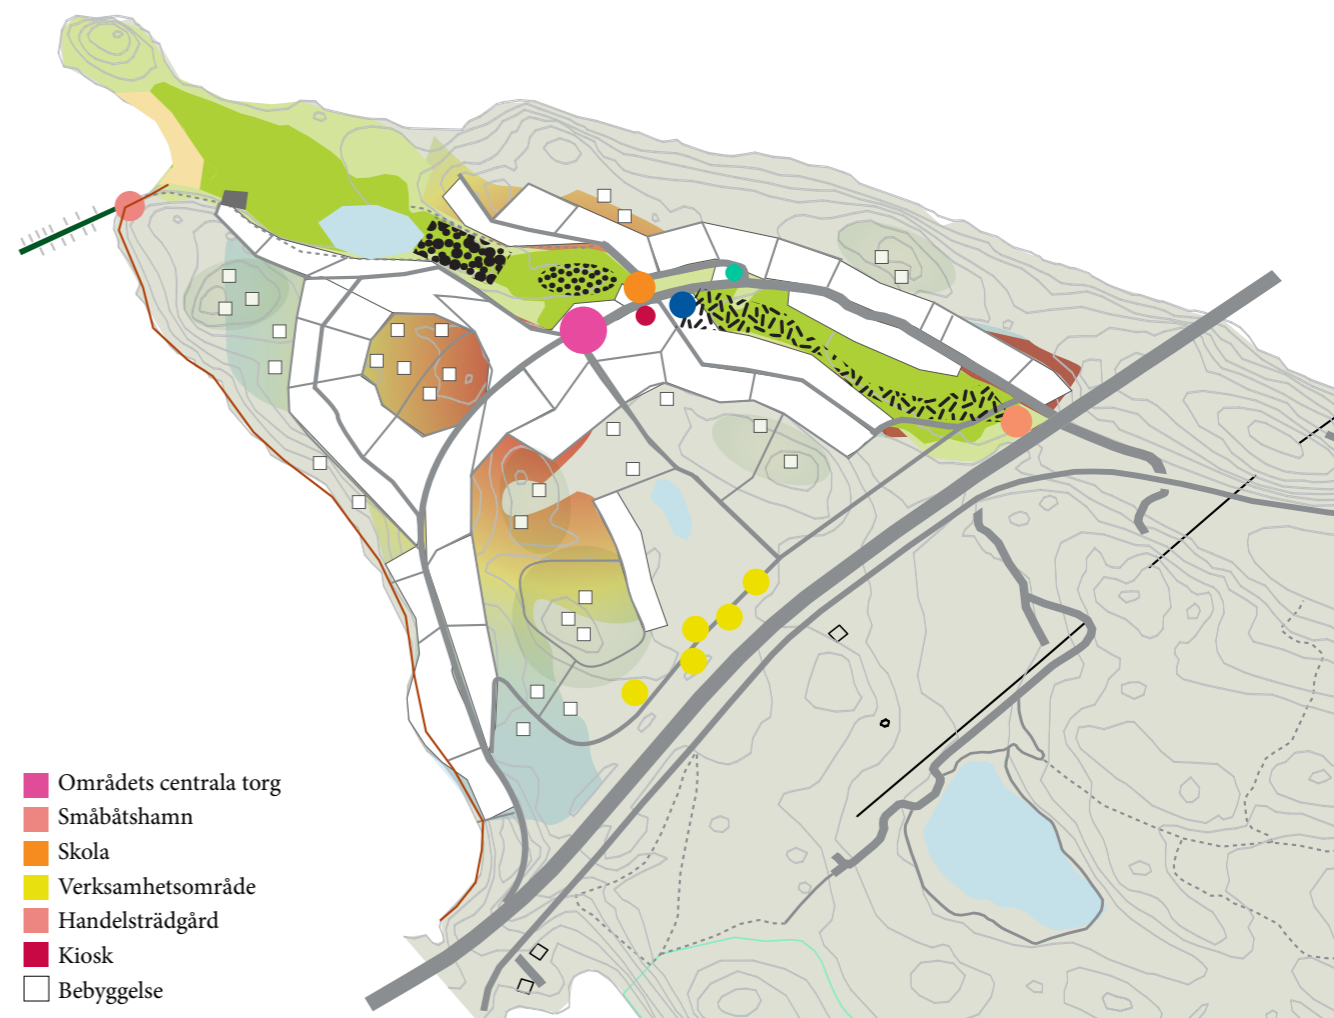 Områdets centrala torg
Småbåtshamn
Skola
Verksamhetsområde
Handelsträdgård
Kiosk
Bebyggelse